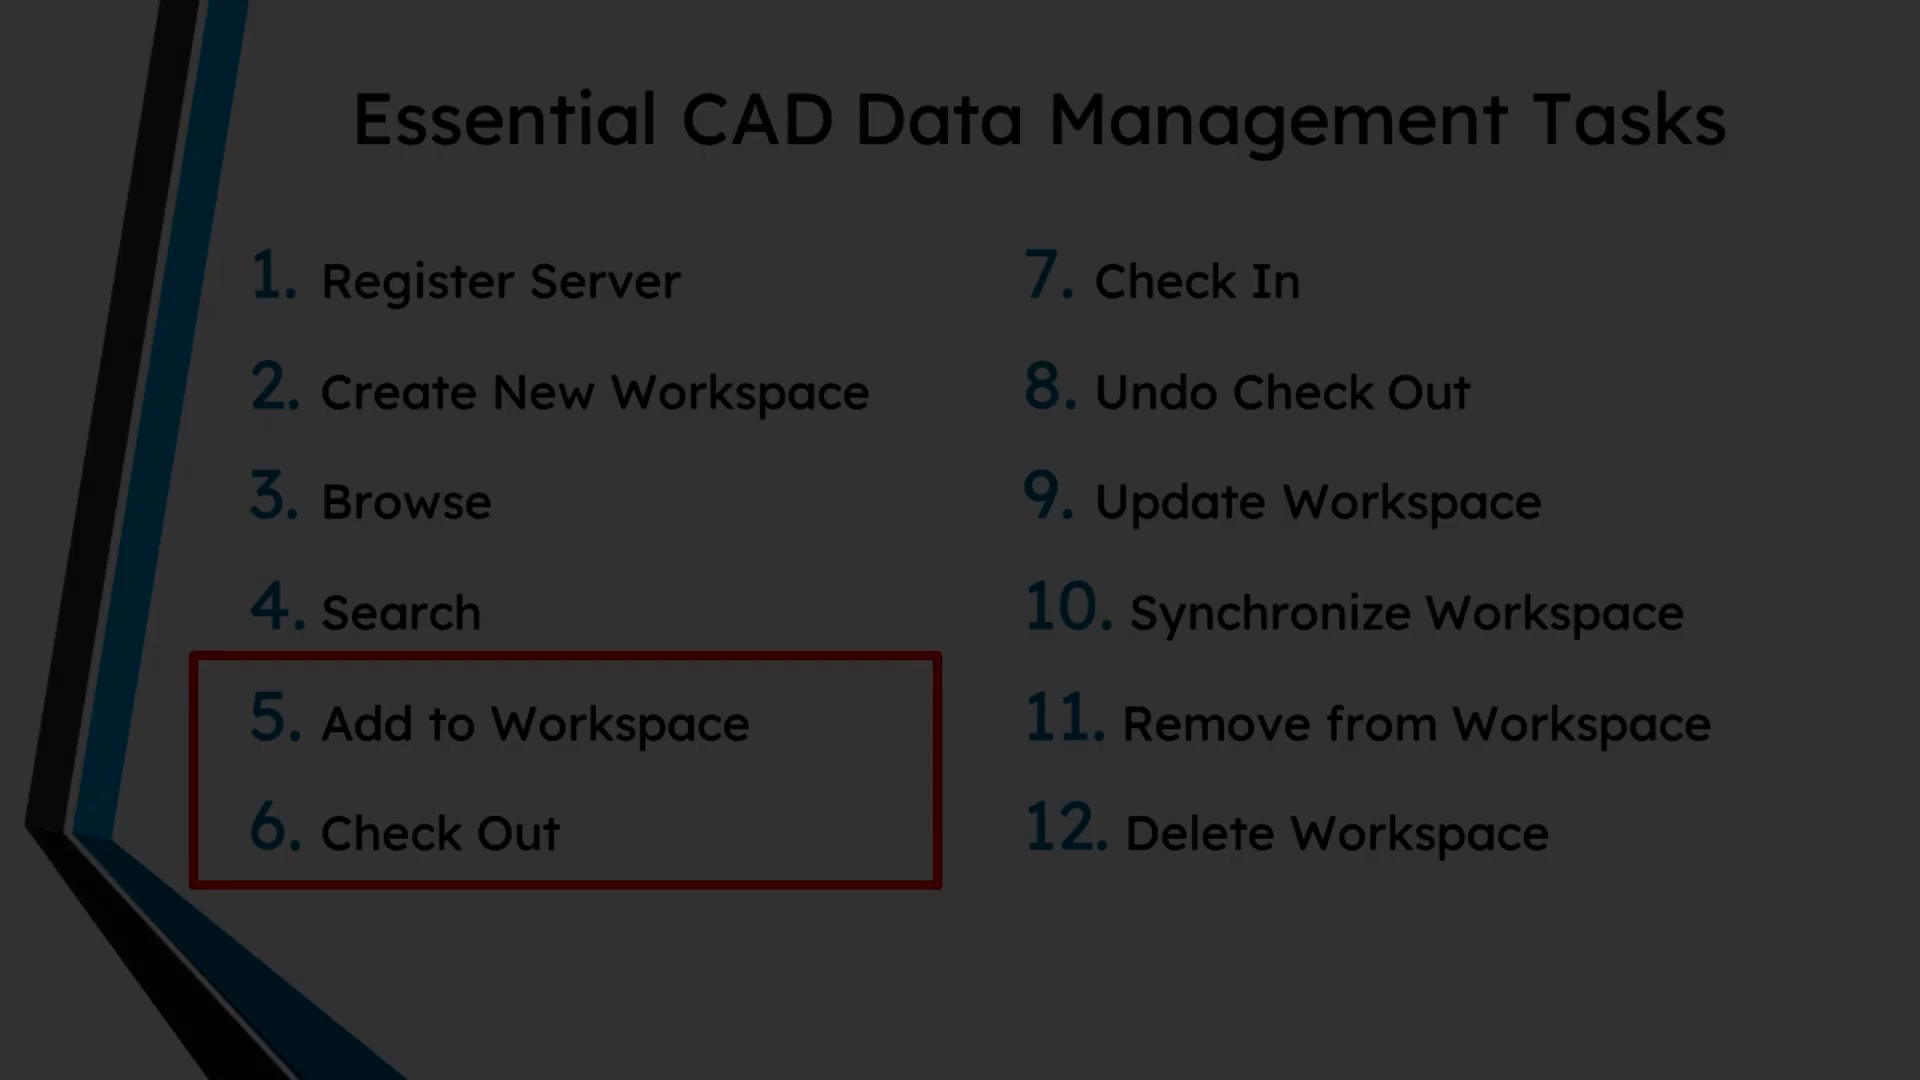 Essential CAD Data Management Tasks
1. Register Server
2. Create New Workspace
3. Browse
4. Search
5. Add to Workspace
6. Check Out
7. Check In
8. Undo Check Out
9. Update Workspace
10. Synchronize Workspace
11. Remove from Workspace
12. Delete Workspace